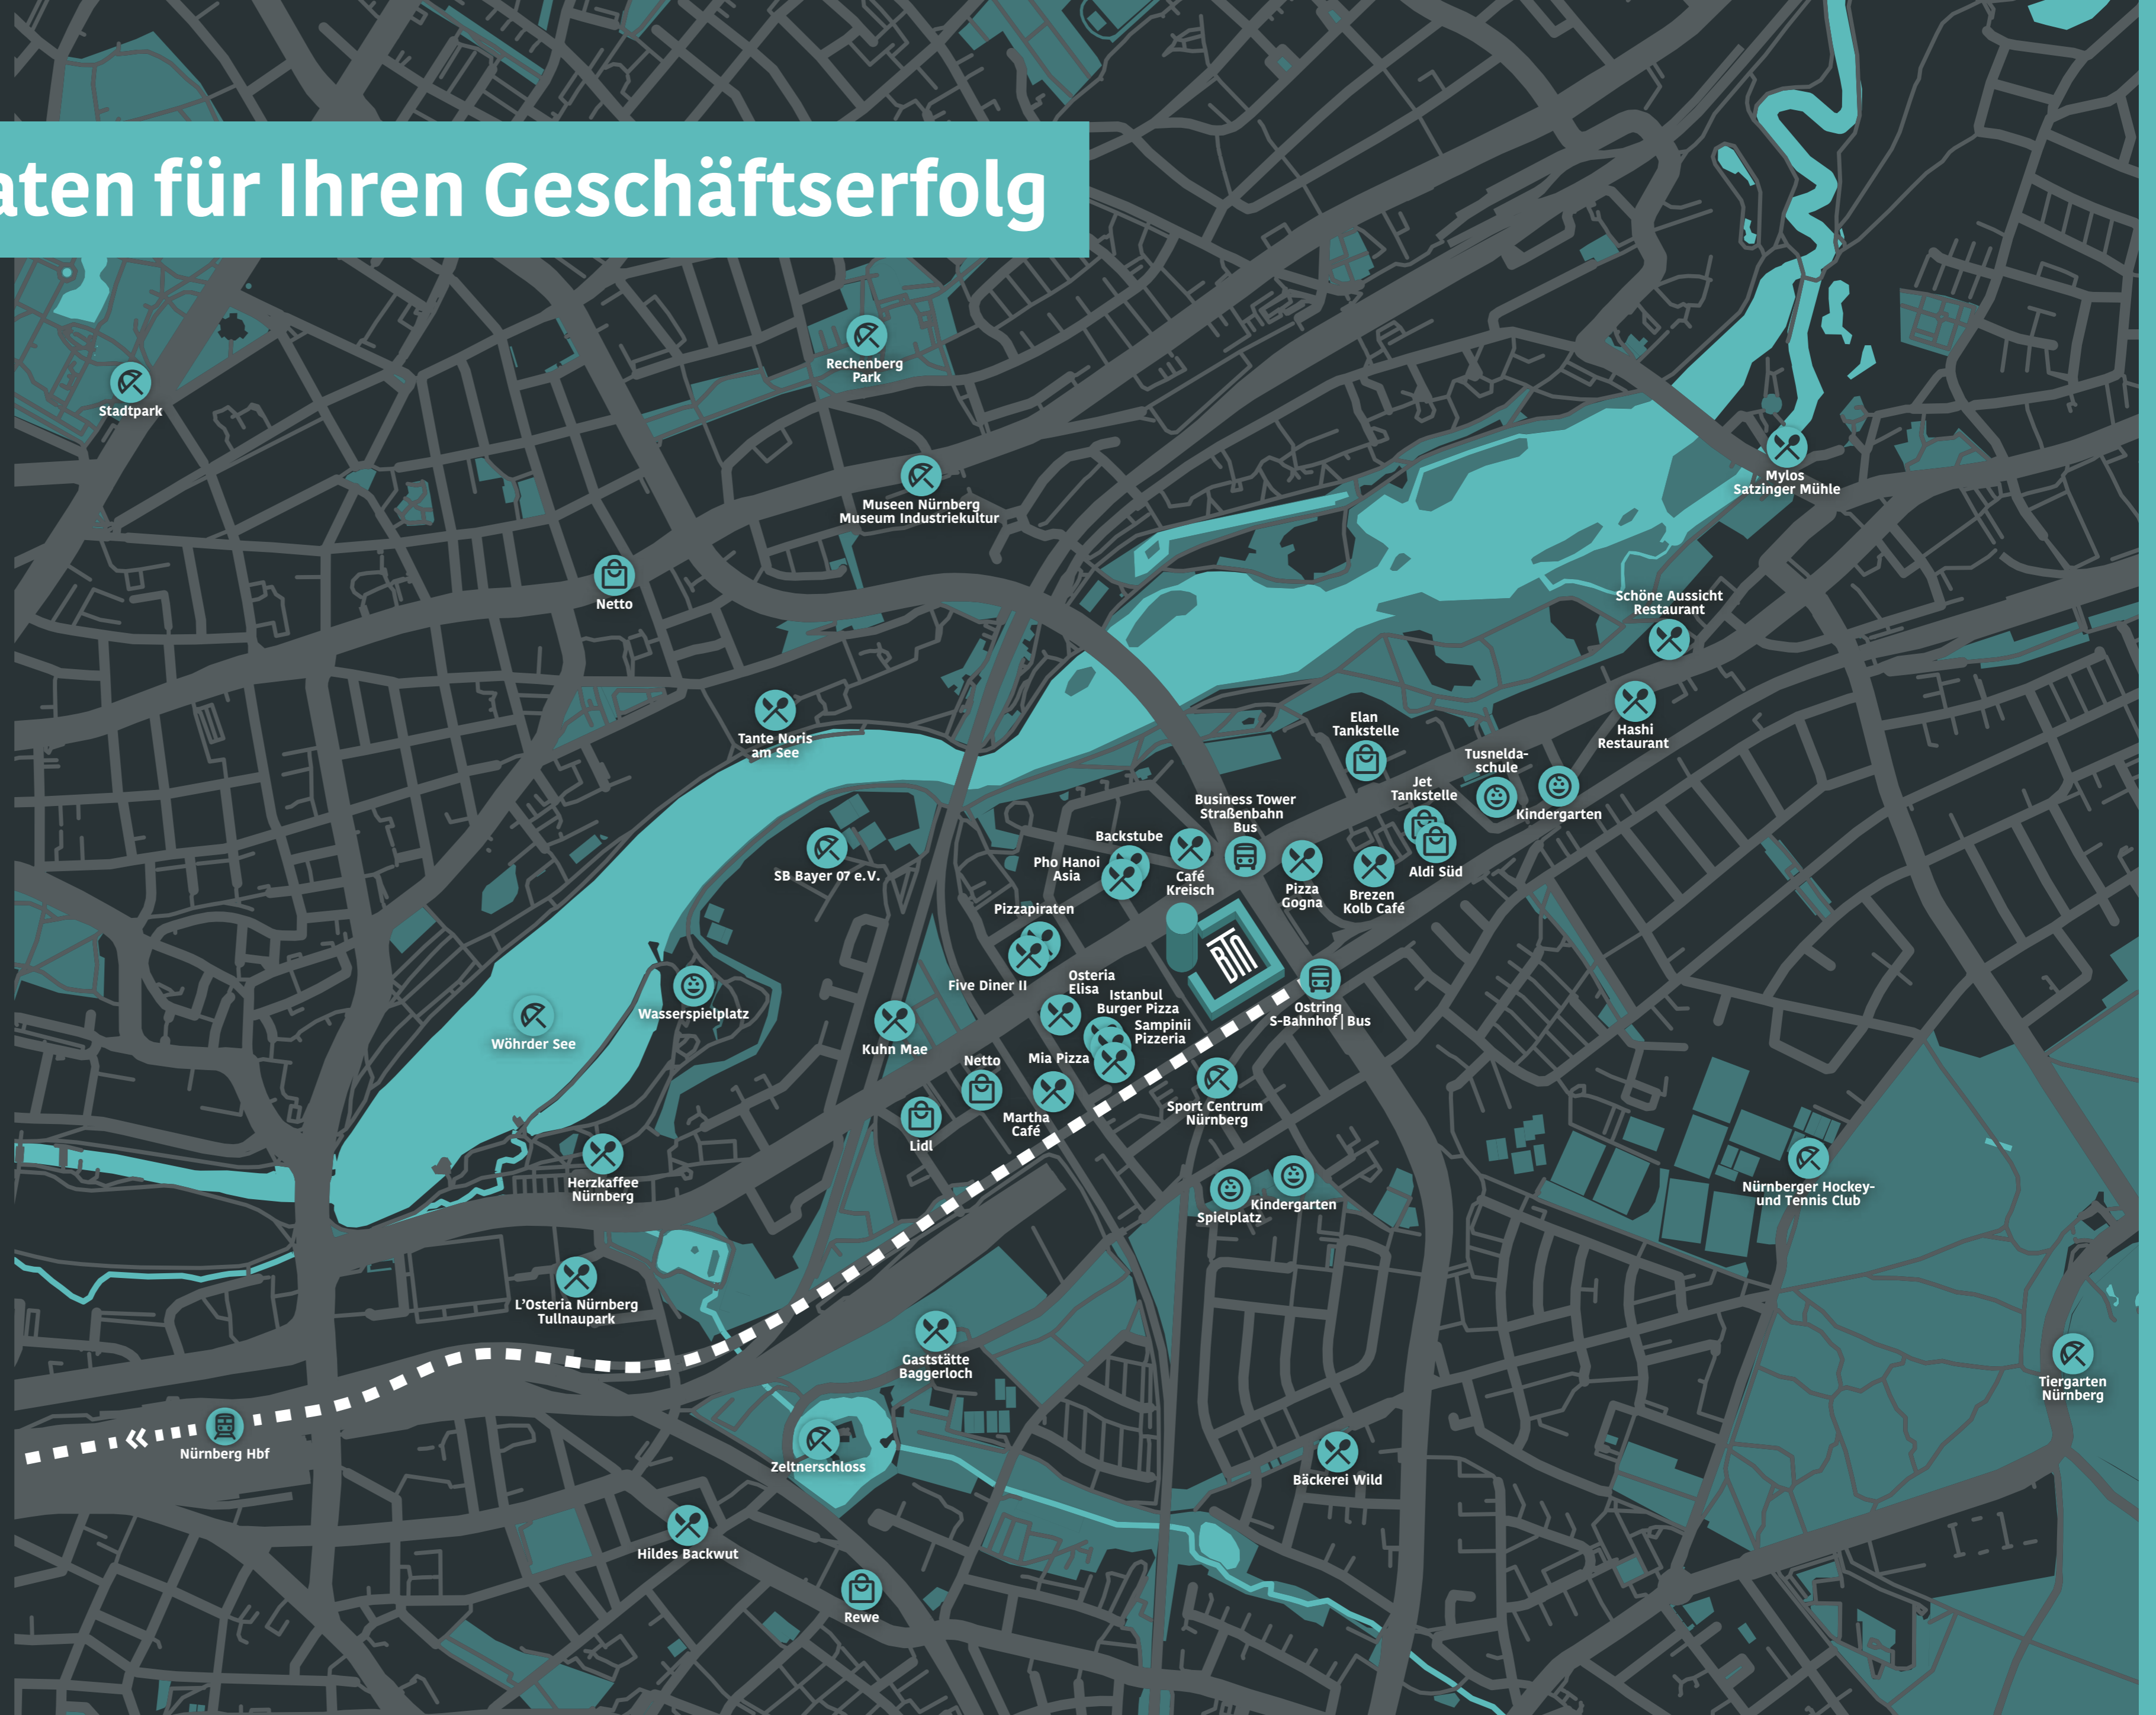 aten für Ihren Geschäftserfolg
Rechenberg
Park
Stadtpark
Mylos
Satzinger Mühle
Museen Nürnberg
Museum Industriekultur
Netto
Schöne Aussicht
Restaurant
Tante Noris
am See
Elan
Tankstelle
Hashi
Restaurant
Tusnelda-
schule
Jet
Tankstelle
Kindergarten
Business Tower
Straßenbahn
Bus
Backstube
Pho Hanoi
Asia
Café
Kreisch
Pizza
Gogna
Brezen
Kolb Café
Aldi Süd
SB Bayer 07 e.V.
Pizzapiraten
BTN
Five Diner II
Osteria
Elisa
Istanbul
Burger Pizza
Sampinii
Pizzeria
Ostring
S-Bahnhof | Bus
Wasserspielplatz
Wöhrder See
Kuhn Mae
Netto
Mia Pizza
Martha
Café
Lidl
Sport Centrum
Nürnberg
Herzkaffee
Nürnberg
Spielplatz
Kindergarten
Nürnberger Hockey-
und Tennis Club
L'Osteria Nürnberg
Tullnaupark
Gaststätte
Baggerloch
Tiergarten
Nürnberg
Nürnberg Hbf
Zeltnerschloss
Bäckerei Wild
Hildes Backwut
Rewe